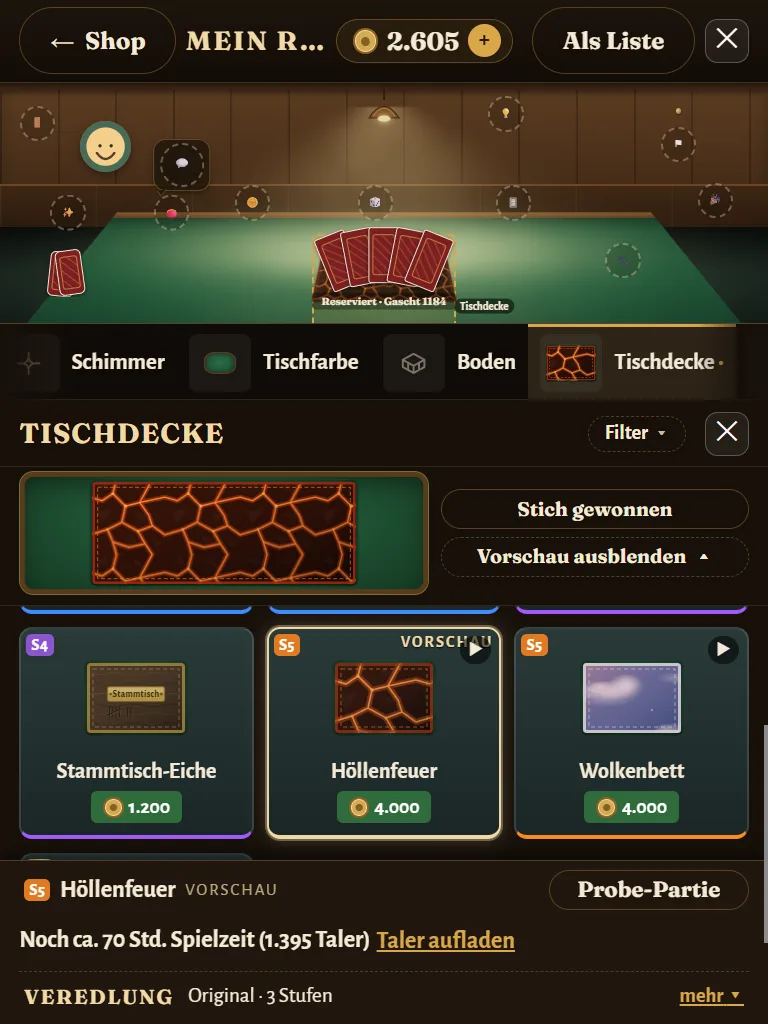 ← Shop
MEIN R...
2.605
+
Als Liste
Reserviert · Gascht 1184
Tischdecke
Schimmer
Tischfarbe
Boden
Tischdecke
TISCHDECKE
Filter
Stich gewonnen
Vorschau ausblenden
S4
S5
VORSCHAU
S5
Stammtisch
Stammtisch-Eiche
Höllenfeuer
Wolkenbett
1.200
4.000
4.000
S5 Höllenfeuer VORSCHAU
Probe-Partie
Noch ca. 70 Std. Spielzeit (1.395 Taler) Taler aufladen
VEREDLUNG Original · 3 Stufen
mehr